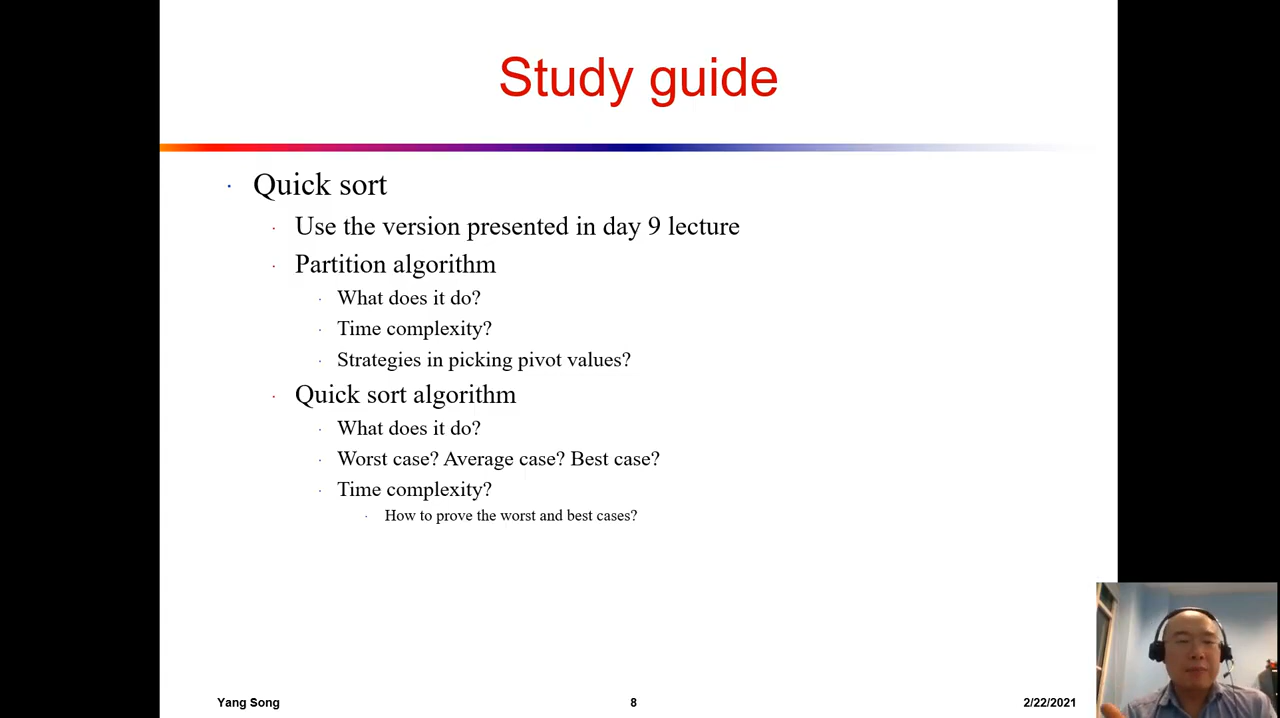 Study guide
Quick sort
Use the version presented in day 9 lecture
Partition algorithm
What does it do?
Time complexity?
Strategies in picking pivot values?
Quick sort algorithm
What does it do?
Worst case? Average case? Best case?
Time complexity?
How to prove the worst and best cases?
Yang Song
8
2/22/2021